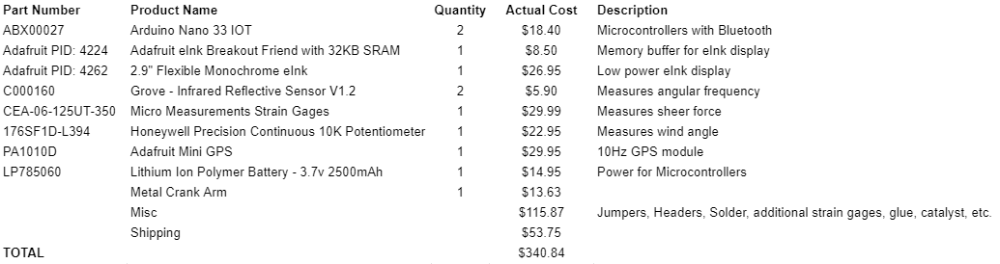 Part Number Product Name Quantity Actual Cost Description
ABX00027 Arduino Nano 33 IOT 2 $18.40 Microcontrollers with Bluetooth
Adafruit PID: 4224 Adafruit eInk Breakout Friend with 32KB SRAM 1 $8.50 Memory buffer for eInk display
Adafruit PID: 4262 2.9" Flexible Monochrome eInk 1 $26.95 Low power eInk display
C000160 Grove - Infrared Reflective Sensor V1.2 2 $5.90 Measures angular frequency
CEA-06-125UT-350 Micro Measurements Strain Gages 1 $29.99 Measures sheer force
176SF1D-L394 Honeywell Precision Continuous 10K Potentiometer 1 $22.95 Measures wind angle
PA1010D Adafruit Mini GPS 1 $29.95 10Hz GPS module
LP785060 Lithium Ion Polymer Battery - 3.7v 2500mAh 1 $14.95 Power for Microcontrollers
Metal Crank Arm 1 $13.63
Misc $115.87 Jumpers, Headers, Solder, additional strain gages, glue, catalyst, etc.
Shipping $53.75
TOTAL $340.84